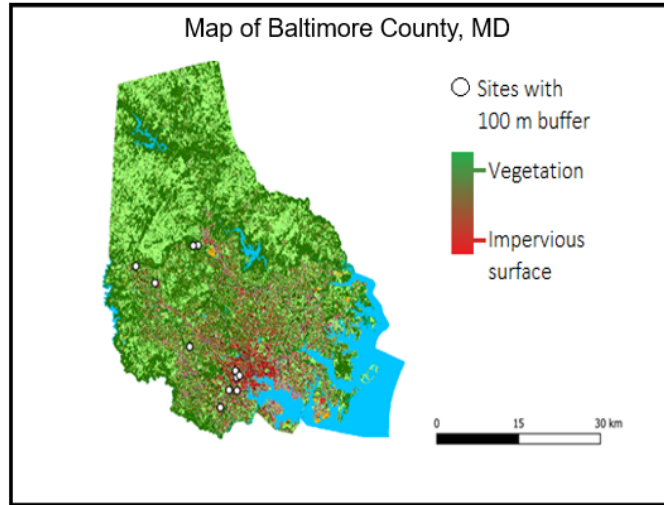 Map of Baltimore County, MD
Sites with
100 m buffer
Vegetation
Impervious
surface
0 15 30 km